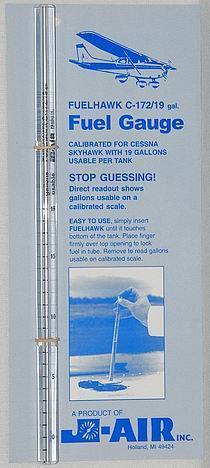 FUELHAWK C-172/19 gal.
Fuel Gauge
CALIBRATED FOR CESSNA
SKYHAWK WITH 19 GALLONS
USABLE PER TANK
STOP GUESSING!
Direct readout shows
gallons usable on a
calibrated scale.
EASY TO USE, simply insert
FUELHAWK until it touches
bottom of the tank. Place finger
firmly over top opening to lock
fuel in tube. Remove to read gallons
usable on calibrated scale.
A PRODUCT OF
J-AIR INC.
Holland, MI 49424
15
5
0